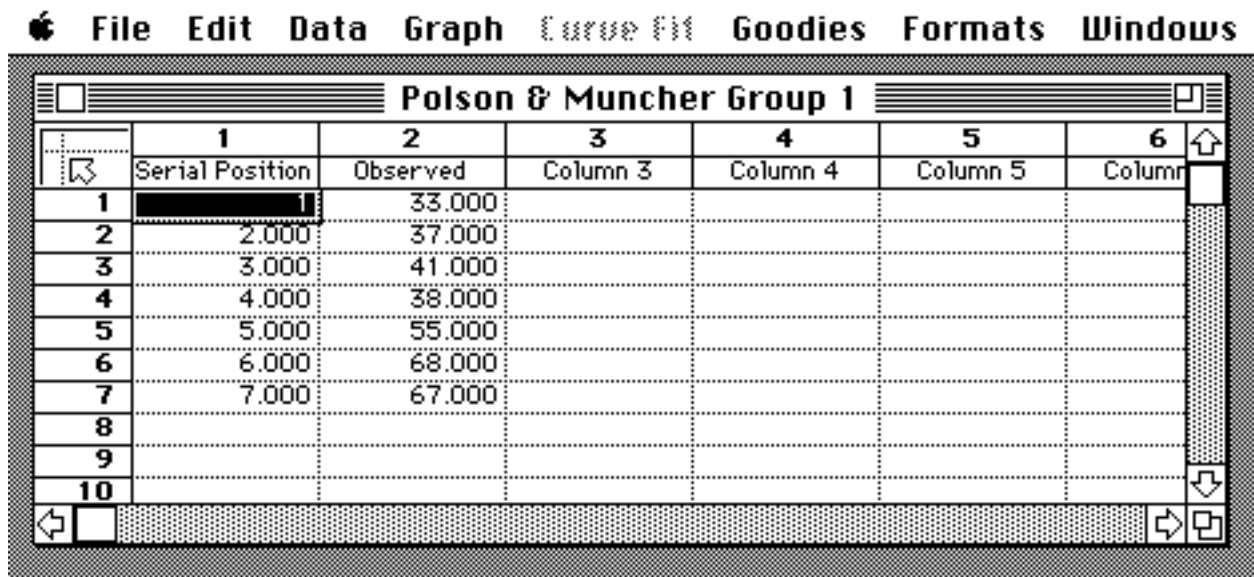 File Edit Data Graph Curve Fit Goodies Formats Windows
Polson & Muncher Group 1
1 2 3 4 5 6
Serial Position Observed Column 3 Column 4 Column 5 Column
1 1 33.000
2 2.000 37.000
3 3.000 41.000
4 4.000 38.000
5 5.000 55.000
6 6.000 68.000
7 7.000 67.000
8
9
10